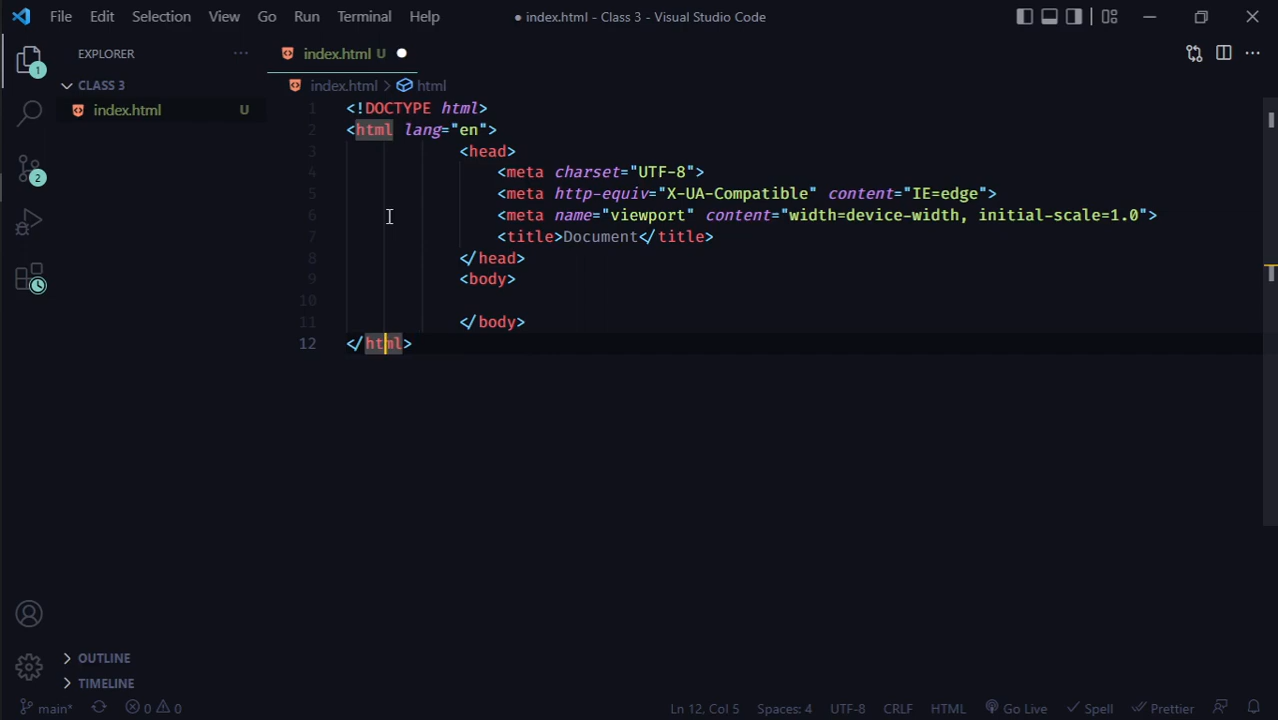 File Edit Selection View Go Run Terminal Help
● index.html - Class 3 - Visual Studio Code
EXPLORER ···
index.html U ●
1
CLASS 3
index.html > html
index.html U
1 <!DOCTYPE html>
2 <html lang="en">
3 <head>
4 <meta charset="UTF-8">
5 <meta http-equiv="X-UA-Compatible" content="IE=edge">
6 <meta name="viewport" content="width=device-width, initial-scale=1.0">
7 <title>Document</title>
8 </head>
9 <body>
10
11 </body>
12 </html>
2
OUTLINE
TIMELINE
main* 0 0
Ln 12, Col 5 Spaces: 4 UTF-8 CRLF HTML Go Live Spell Prettier